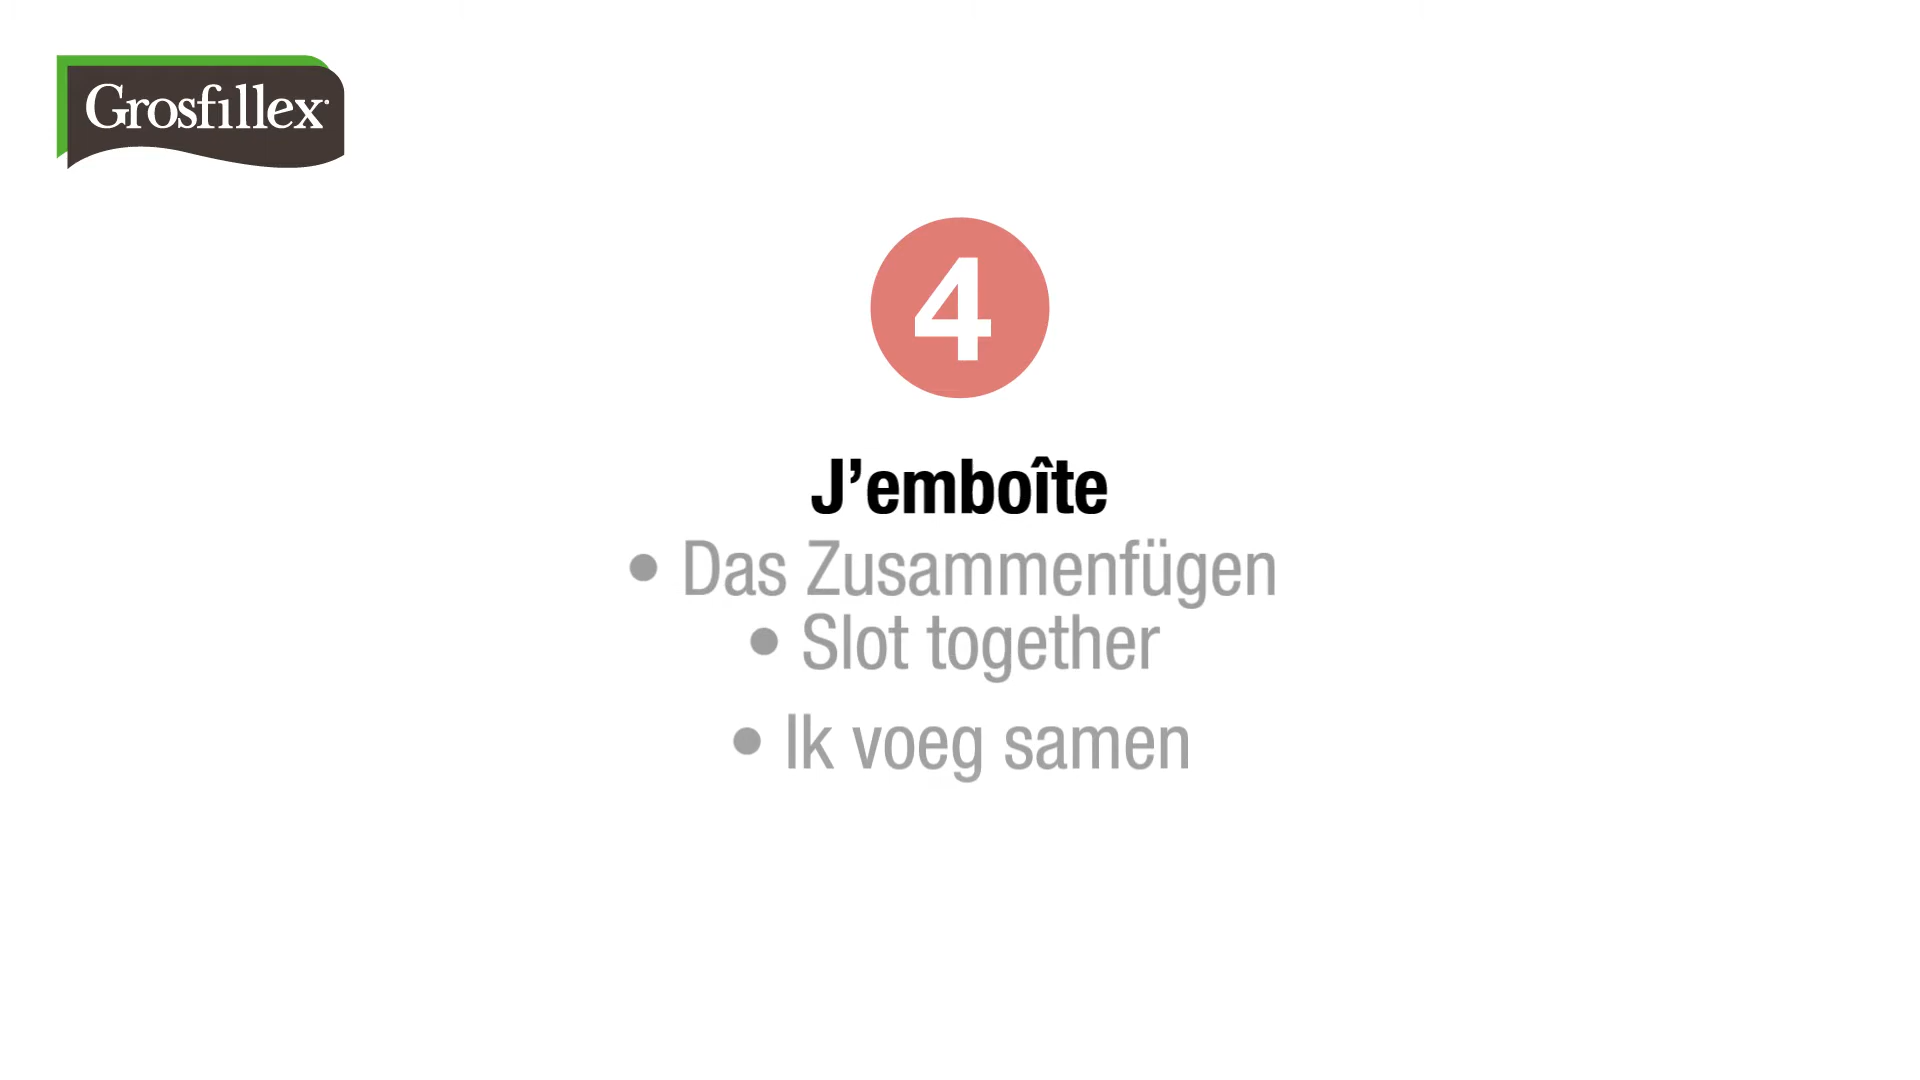 Grosfillex
4
J’emboîte
• Das Zusammenfügen
• Slot together
• Ik voeg samen